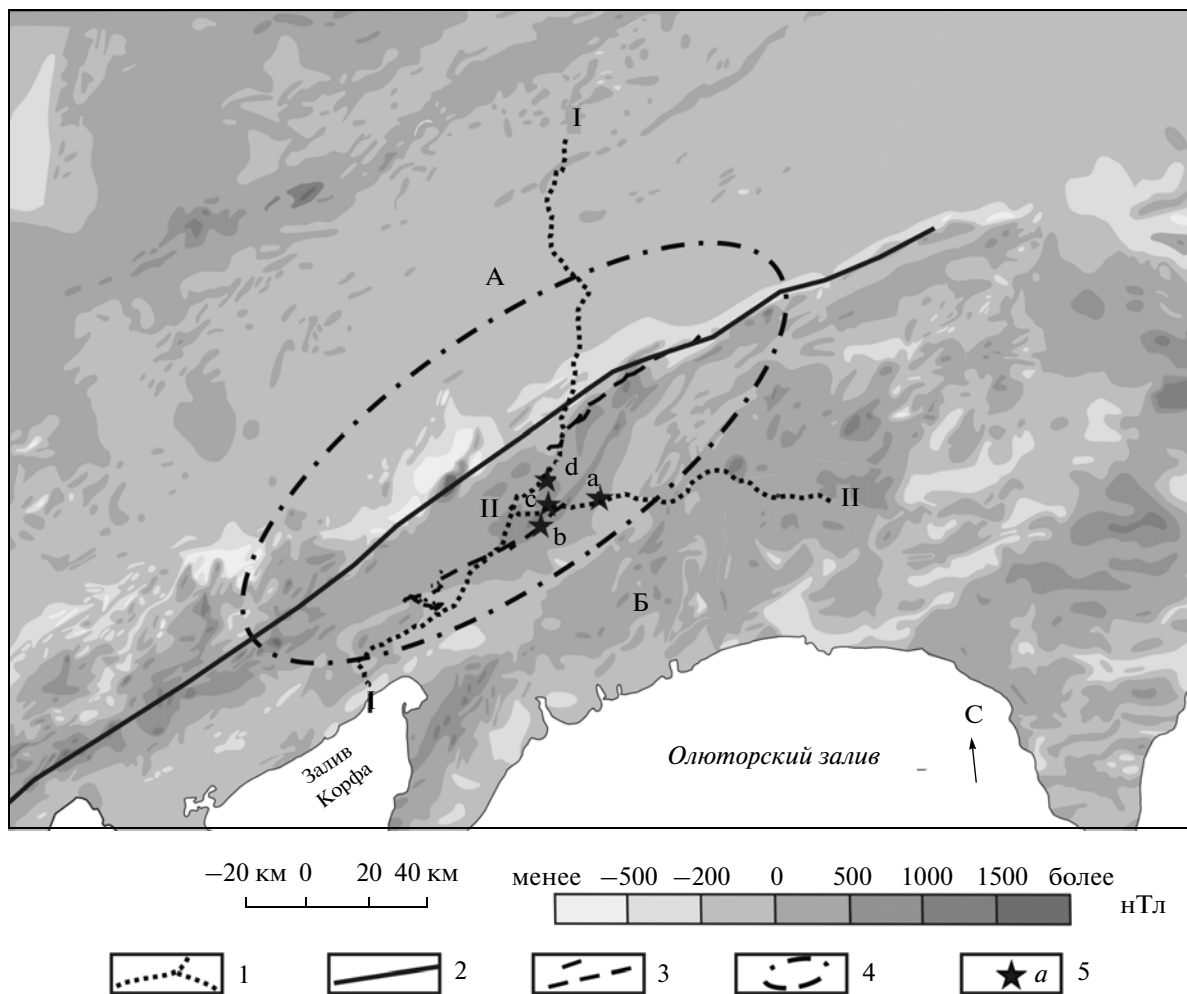 I
А
d
a
c
II
II
b
Б
I
С
Залив
Корфа
Олюторский залив
−20 км 0 20 40 км
менее −500 −200 0 500 1000 1500 более
нТл
1 2 3 4 a 5